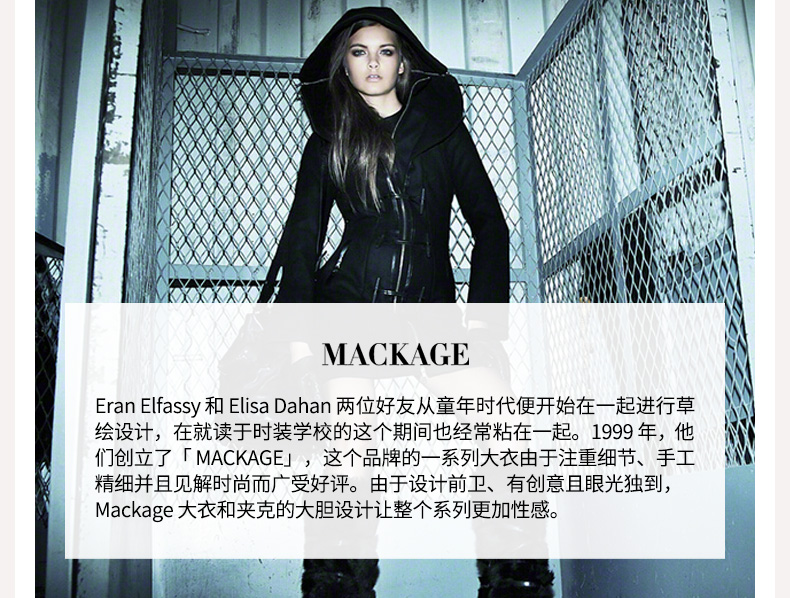 MACKAGE
Eran Elfassy 和 Elisa Dahan 两位好友从童年时代便开始在一起进行草
绘设计，在就读于时装学校的这个期间也经常粘在一起。1999 年，他
们创立了「 MACKAGE」，这个品牌的一系列大衣由于注重细节、手工
精细并且见解时尚而广受好评。由于设计前卫、有创意且眼光独到，
Mackage 大衣和夹克的大胆设计让整个系列更加性感。